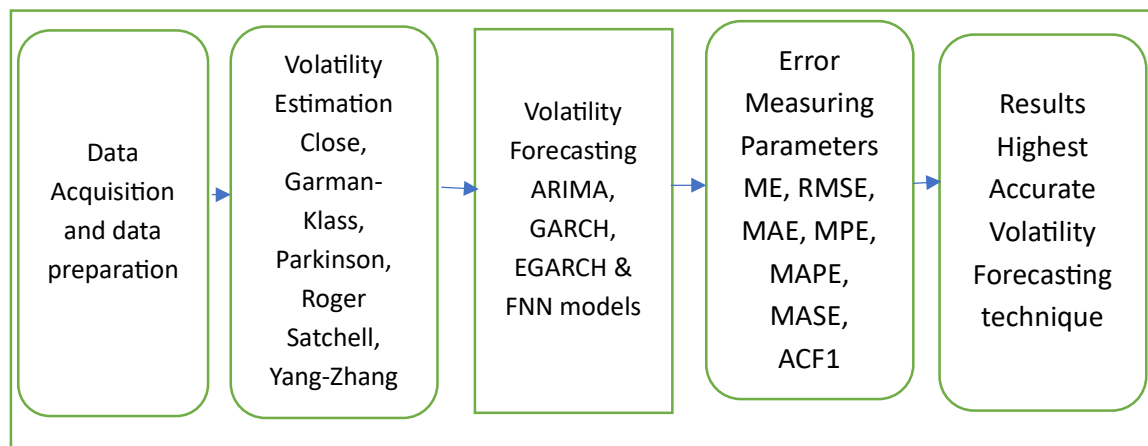 Data
Acquisition
and data
preparation
Volatility
Estimation
Close,
Garman-
Klass,
Parkinson,
Roger
Satchell,
Yang-Zhang
Volatility
Forecasting
ARIMA,
GARCH,
EGARCH &
FNN models
Error
Measuring
Parameters
ME, RMSE,
MAE, MPE,
MAPE,
MASE,
ACF1
Results
Highest
Accurate
Volatility
Forecasting
technique